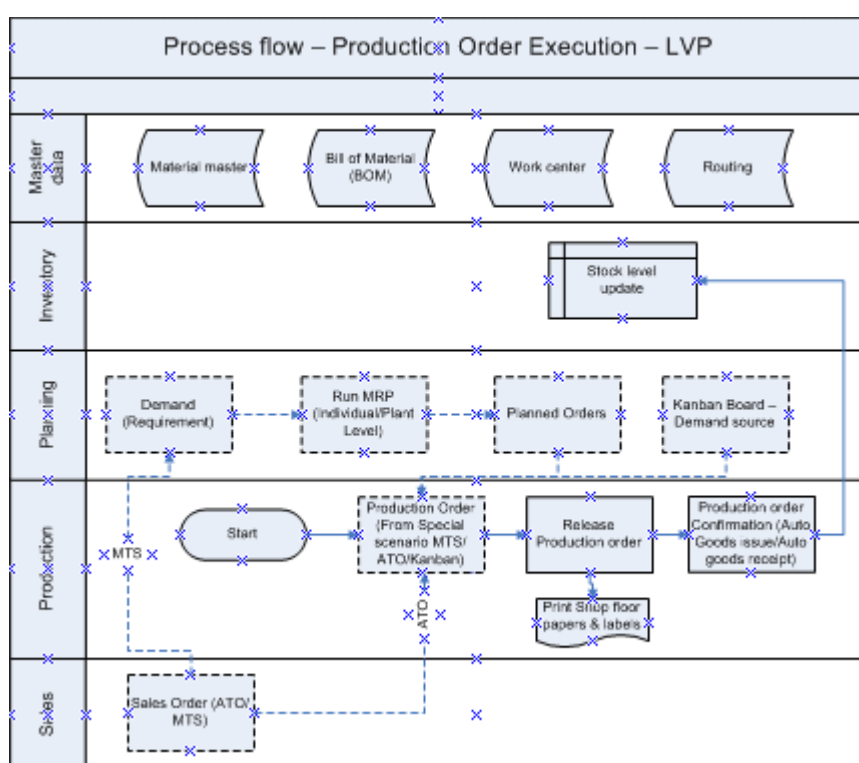 Process flow – Production Order Execution – LVP
Master
data
Material master
Bill of Material
(BOM)
Work center
Routing
Inventory
Stock level
update
Planning
Demand
(Requirement)
Run MRP
(Individual/Plant
Level)
Planned Orders
Kanban Board –
Demand source
Production
Start
Production Order
(From Special
scenario MTS/
ATO/Kanban)
Release
Production order
Production order
Confirmation (Auto
Goods issue/Auto
goods receipt)
MTS
ATO
Print Shop floor
papers & labels
Sales
Sales Order (ATO/
MTS)